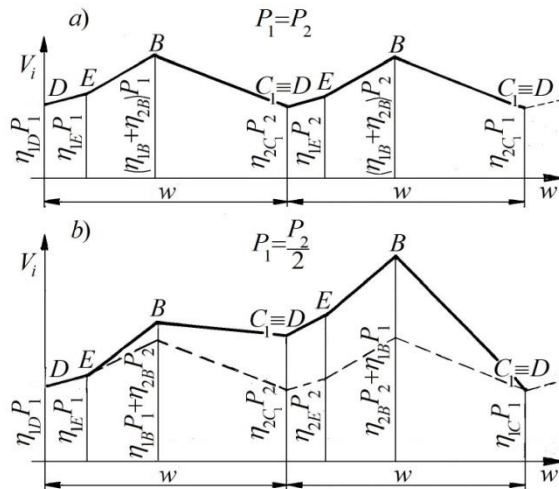 a)
P₁=P₂
Vᵢ
D
E
B
C₁≡D
B
C₁≡D
η₁DP₁
η₁EP₁
(η₁B+η₂B)P₁
η₂C₁P₂
η₁EP₂
(η₁B+η₂B)P₂
η₂C₁P₁
w
w
w
b)
P₁=P₂/2
Vᵢ
D
E
B
C₁≡D
E
B
C₁≡D
η₁DP₁
η₁EP₁
η₁BP₁+η₂BP₂
η₂C₁P₂
η₂EP₂
η₂BP₂+η₁BP₁
η₁CP₁
w
w
w